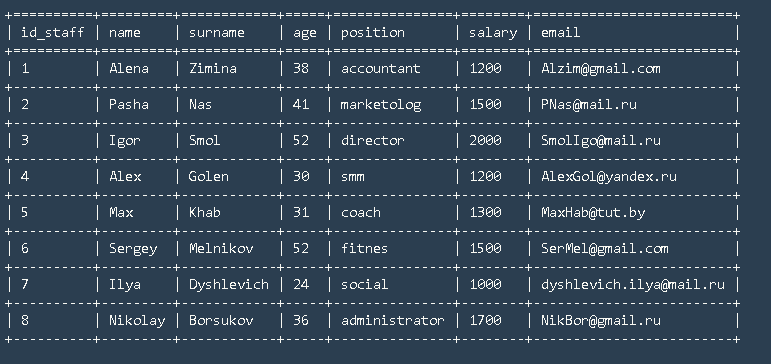 | id_staff | name | surname | age | position | salary | email |
| 1 | Alena | Zimina | 38 | accountant | 1200 | Alzim@gmail.com |
| 2 | Pasha | Nas | 41 | marketolog | 1500 | PNas@mail.ru |
| 3 | Igor | Smol | 52 | director | 2000 | SmolIgo@mail.ru |
| 4 | Alex | Golen | 30 | smm | 1200 | AlexGol@yandex.ru |
| 5 | Max | Khab | 31 | coach | 1300 | MaxHab@tut.by |
| 6 | Sergey | Melnikov | 52 | fitnes | 1500 | SerMel@gmail.com |
| 7 | Ilya | Dyshlevich | 24 | social | 1000 | dyshlevich.ilya@mail.ru |
| 8 | Nikolay | Borsukov | 36 | administrator | 1700 | NikBor@gmail.ru |